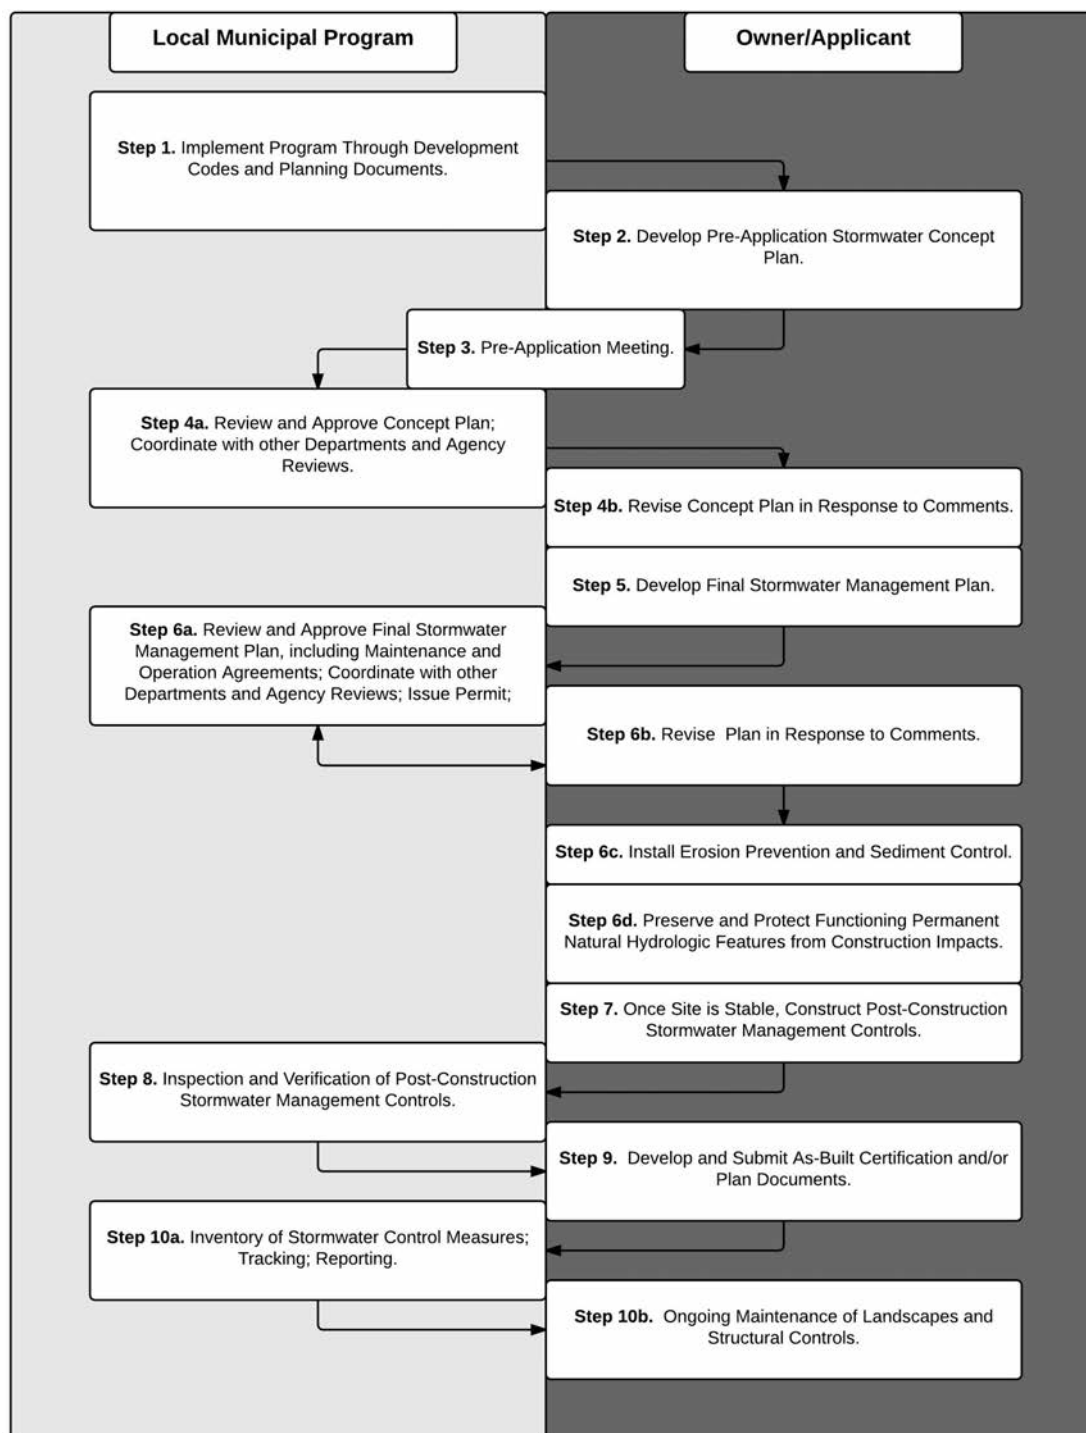 Local Municipal Program
Owner/Applicant
Step 1. Implement Program Through Development
Codes and Planning Documents.
Step 2. Develop Pre-Application Stormwater Concept
Plan.
Step 3. Pre-Application Meeting.
Step 4a. Review and Approve Concept Plan;
Coordinate with other Departments and Agency
Reviews.
Step 4b. Revise Concept Plan in Response to Comments.
Step 5. Develop Final Stormwater Management Plan.
Step 6a. Review and Approve Final Stormwater
Management Plan, including Maintenance and
Operation Agreements; Coordinate with other
Departments and Agency Reviews; Issue Permit;
Step 6b. Revise Plan in Response to Comments.
Step 6c. Install Erosion Prevention and Sediment Control.
Step 6d. Preserve and Protect Functioning Permanent
Natural Hydrologic Features from Construction Impacts.
Step 7. Once Site is Stable, Construct Post-Construction
Stormwater Management Controls.
Step 8. Inspection and Verification of Post-Construction
Stormwater Management Controls.
Step 9. Develop and Submit As-Built Certification and/or
Plan Documents.
Step 10a. Inventory of Stormwater Control Measures;
Tracking; Reporting.
Step 10b. Ongoing Maintenance of Landscapes and
Structural Controls.